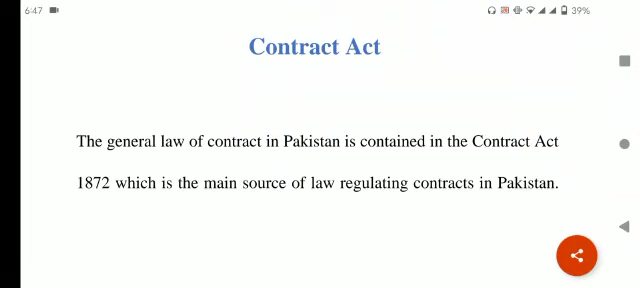 6:47 39%
Contract Act
The general law of contract in Pakistan is contained in the Contract Act
1872 which is the main source of law regulating contracts in Pakistan.